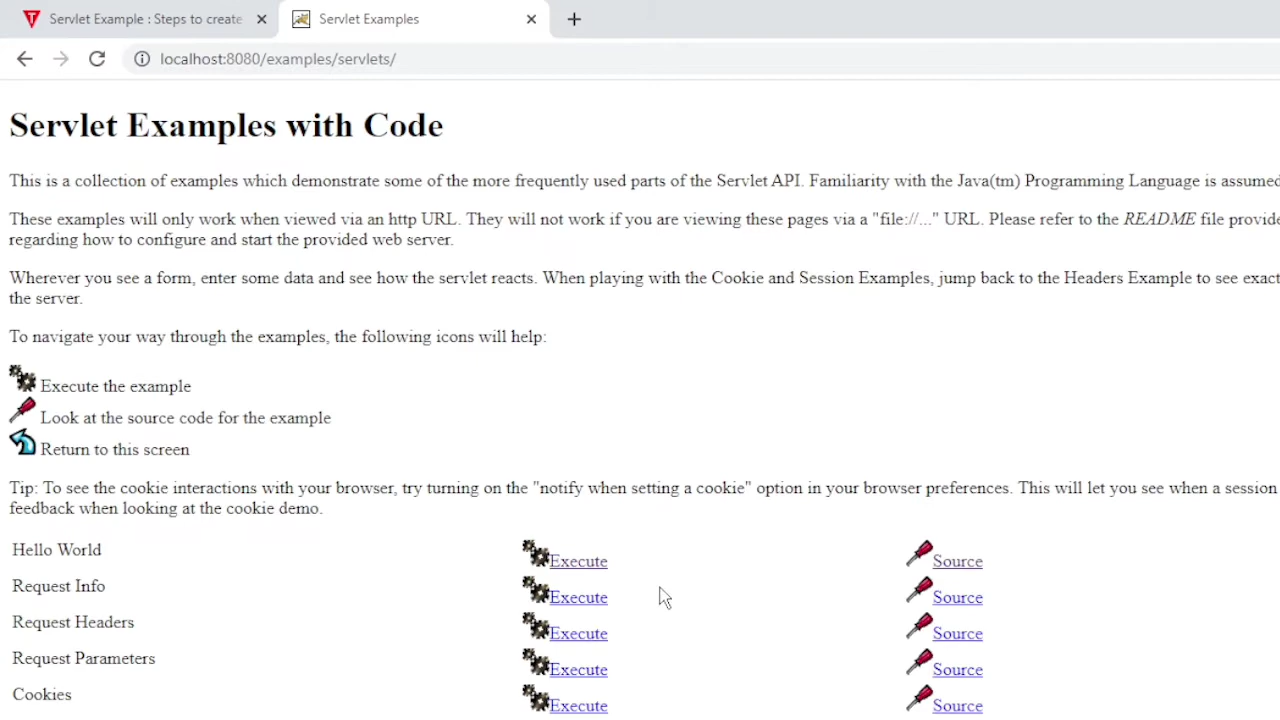 Servlet Example : Steps to create
Servlet Examples
localhost:8080/examples/servlets/
Servlet Examples with Code
This is a collection of examples which demonstrate some of the more frequently used parts of the Servlet API. Familiarity with the Java(tm) Programming Language is assumed
These examples will only work when viewed via an http URL. They will not work if you are viewing these pages via a "file://..." URL. Please refer to the README file provide
regarding how to configure and start the provided web server.
Wherever you see a form, enter some data and see how the servlet reacts. When playing with the Cookie and Session Examples, jump back to the Headers Example to see exact
the server.
To navigate your way through the examples, the following icons will help:
Execute the example
Look at the source code for the example
Return to this screen
Tip: To see the cookie interactions with your browser, try turning on the "notify when setting a cookie" option in your browser preferences. This will let you see when a session
feedback when looking at the cookie demo.
Hello World Execute Source
Request Info Execute Source
Request Headers Execute Source
Request Parameters Execute Source
Cookies Execute Source